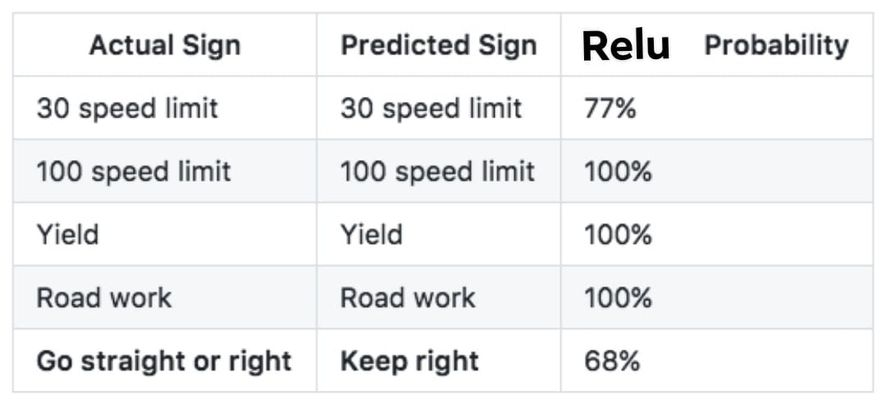 Actual Sign Predicted Sign Relu Probability
30 speed limit 30 speed limit 77%
100 speed limit 100 speed limit 100%
Yield Yield 100%
Road work Road work 100%
Go straight or right Keep right 68%